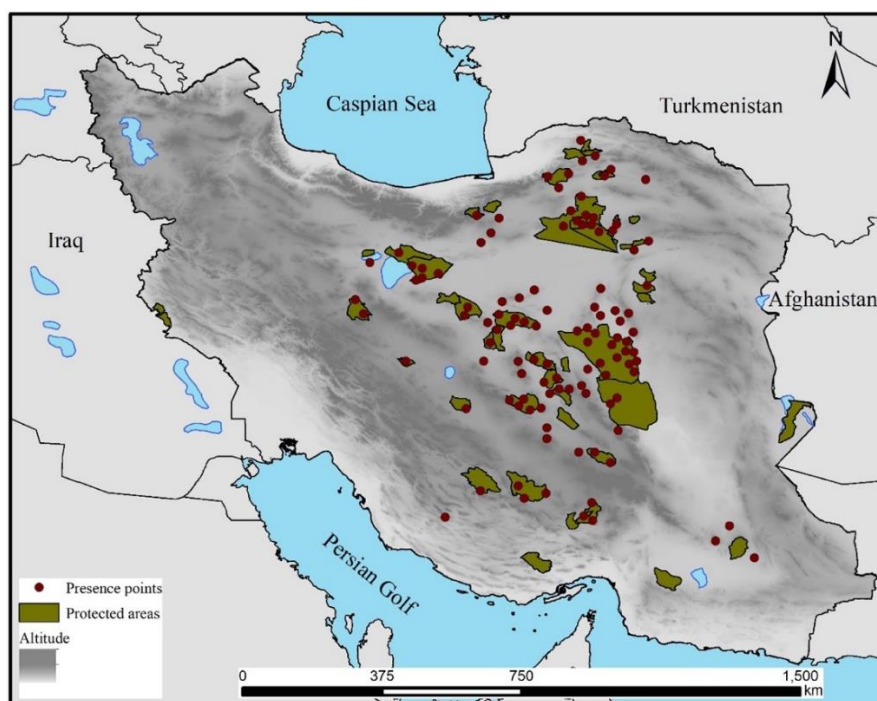 N
Caspian Sea
Turkmenistan
Iraq
Afghanistan
Persian Golf
Presence points
Protected areas
Altitude
0 375 750 1,500
km